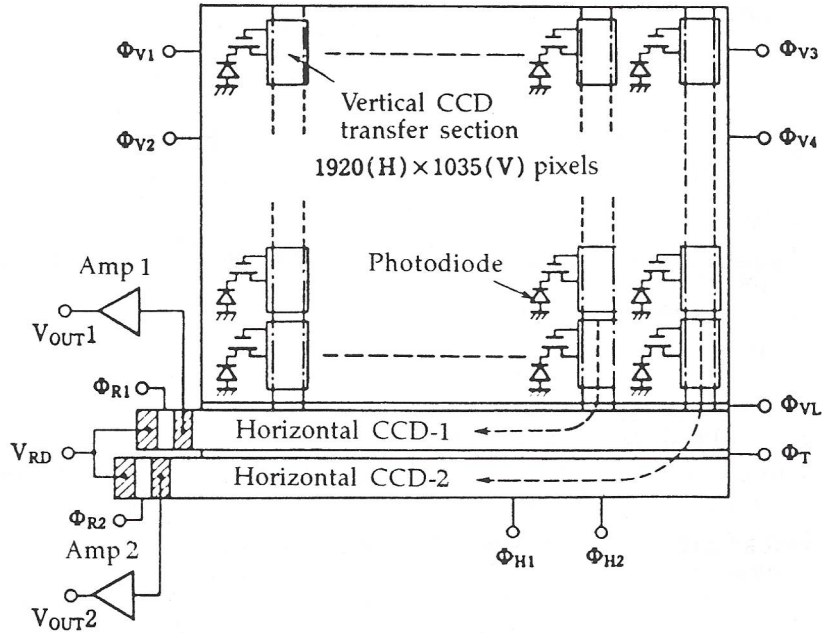 ΦV1
ΦV3
Vertical CCD
transfer section
ΦV2
ΦV4
1920(H)×1035(V) pixels
Amp 1
Photodiode
VOUT1
ΦR1
ΦVL
Horizontal CCD-1
VRD
ΦT
Horizontal CCD-2
ΦR2
ΦH1
ΦH2
Amp 2
VOUT2